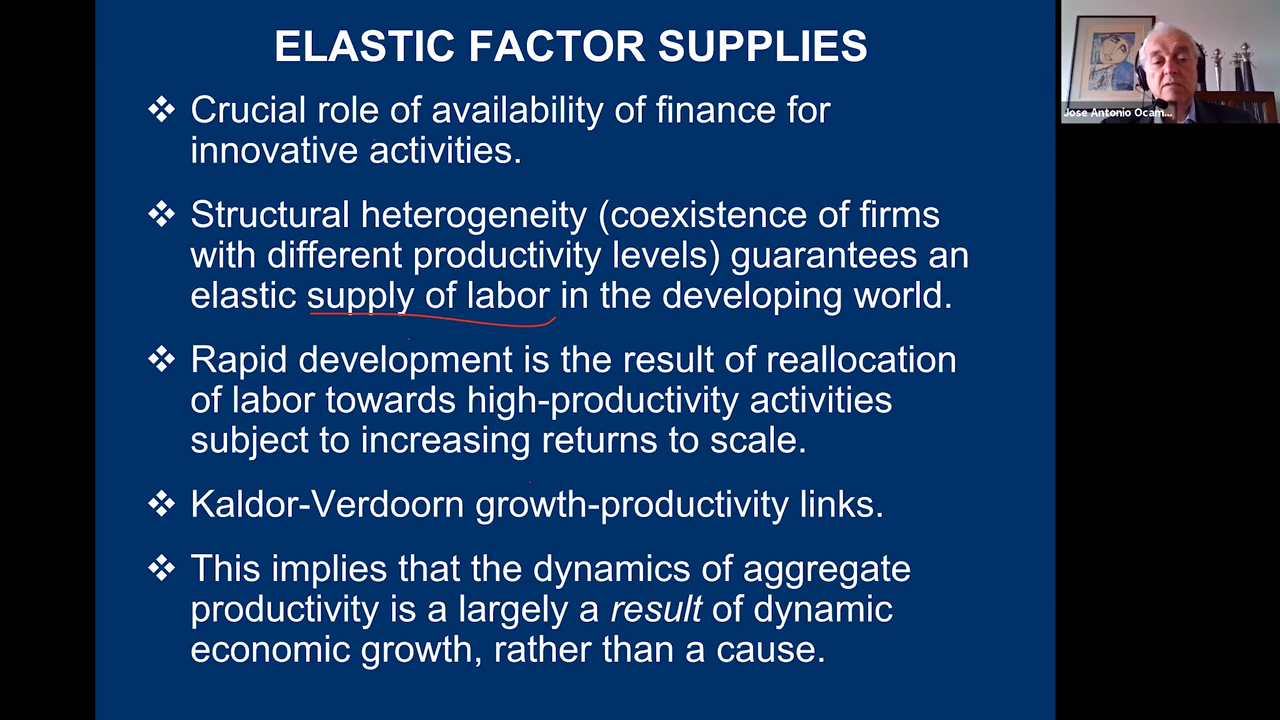 ELASTIC FACTOR SUPPLIES
❖ Crucial role of availability of finance for
innovative activities.
❖ Structural heterogeneity (coexistence of firms
with different productivity levels) guarantees an
elastic supply of labor in the developing world.
❖ Rapid development is the result of reallocation
of labor towards high-productivity activities
subject to increasing returns to scale.
❖ Kaldor-Verdoorn growth-productivity links.
❖ This implies that the dynamics of aggregate
productivity is a largely a result of dynamic
economic growth, rather than a cause.
Jose Antonio Ocam...